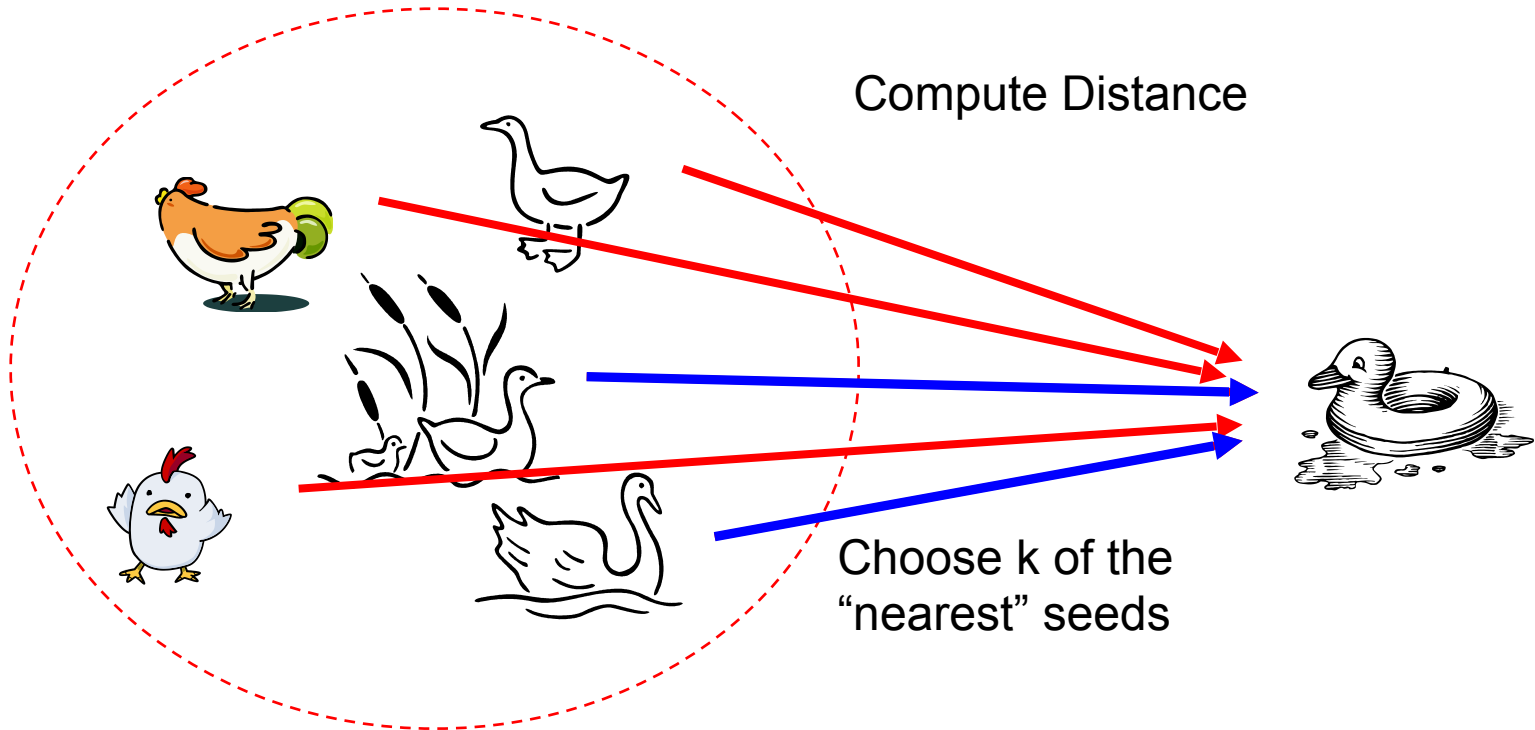 Compute Distance
Choose k of the
“nearest” seeds